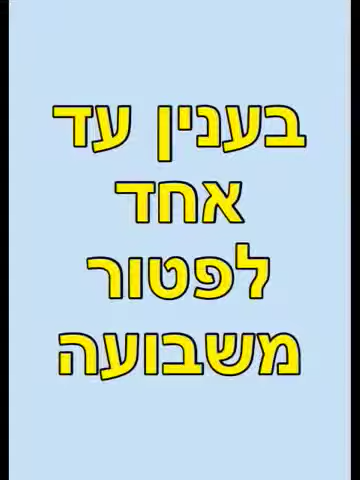 בענין עד
אחד
לפטור
משבועה